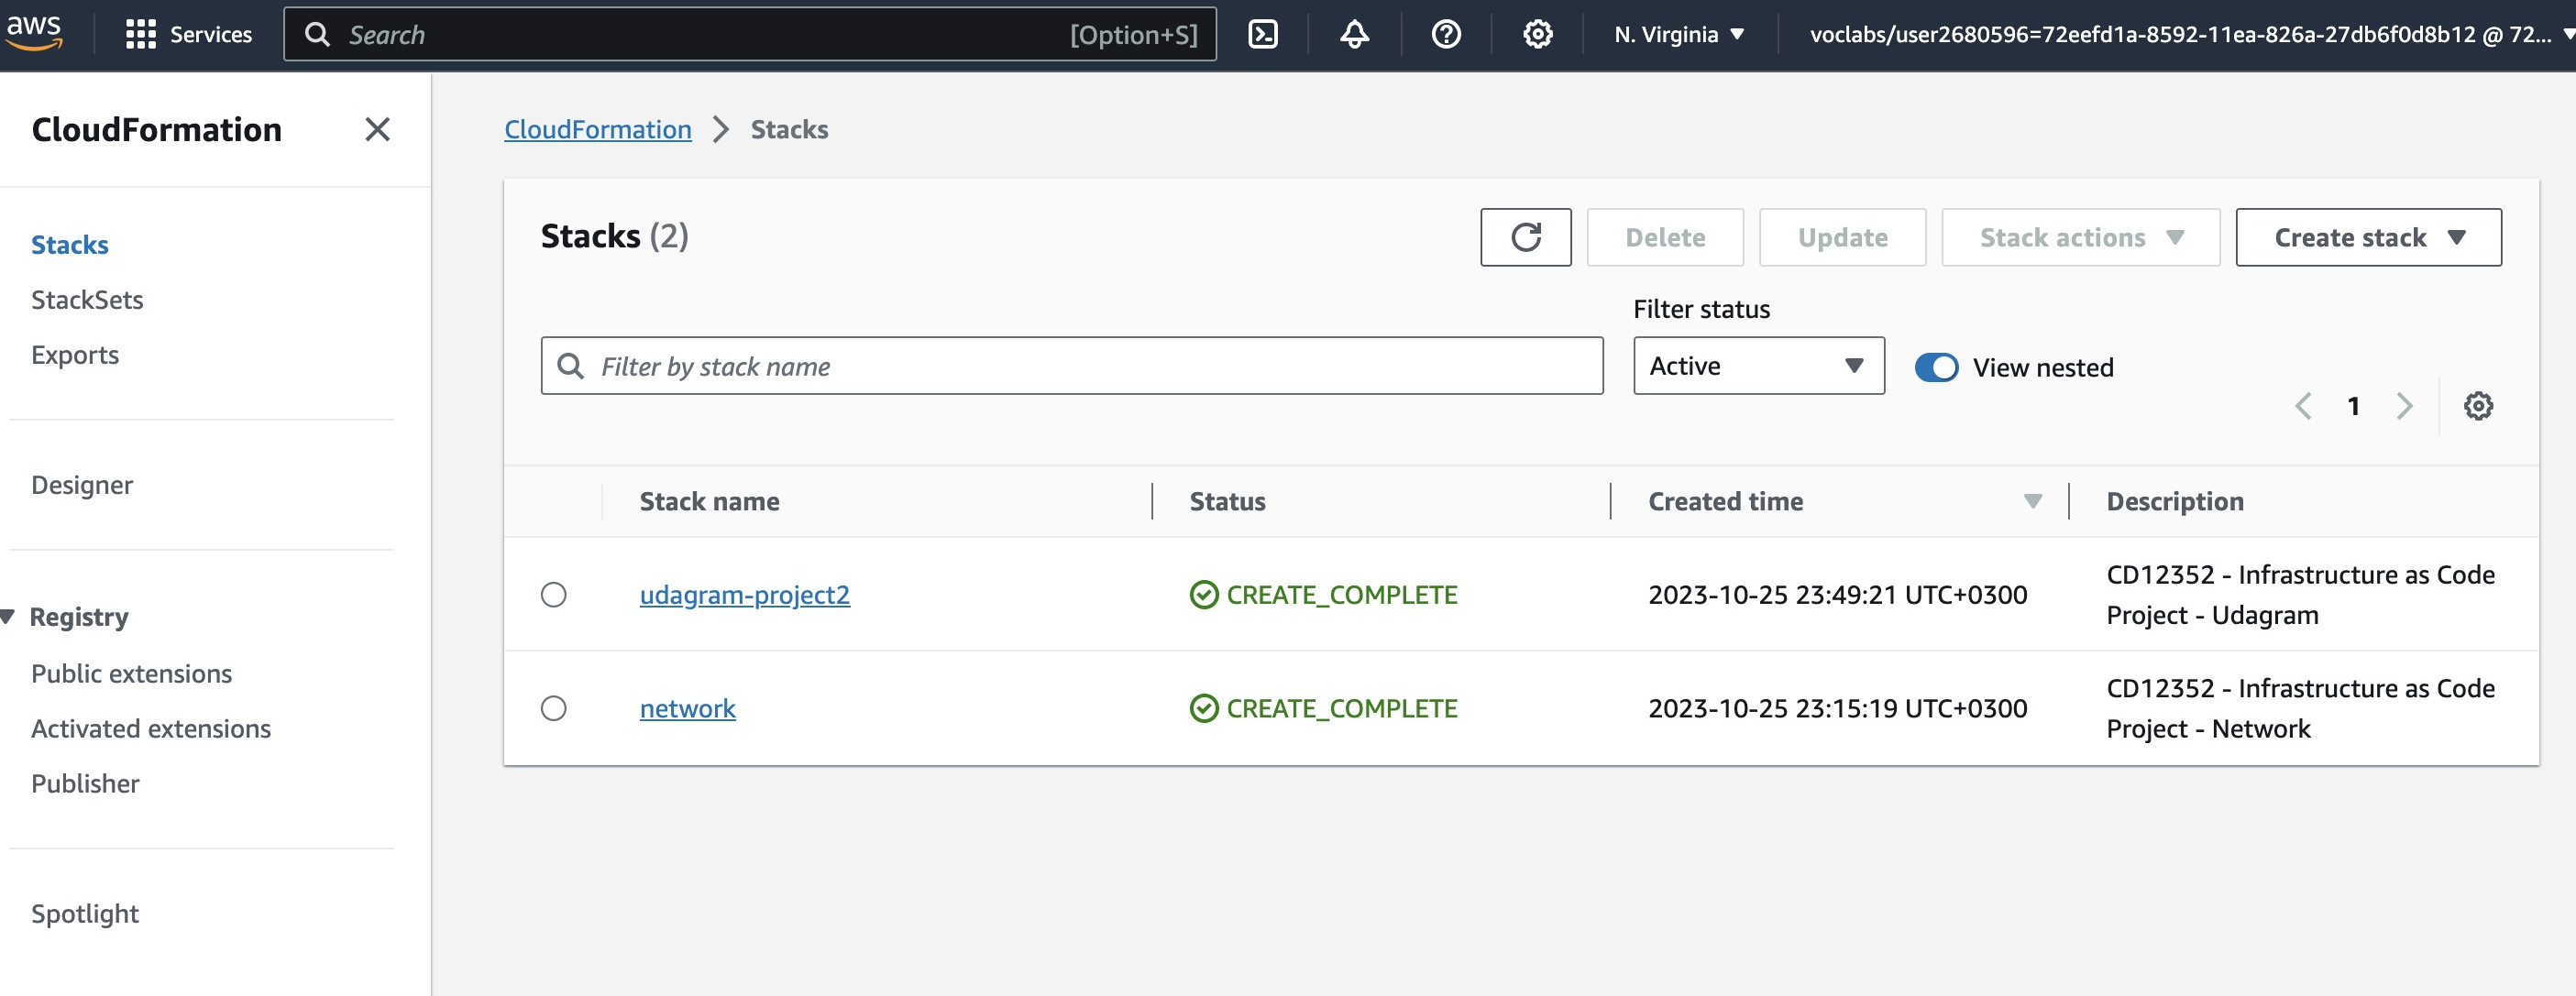 aws
Services
Search
[Option+S]
N. Virginia
voclabs/user2680596=72eefd1a-8592-11ea-826a-27db6f0d8b12 @ 72...
CloudFormation
Stacks
StackSets
Exports
Designer
Registry
Public extensions
Activated extensions
Publisher
Spotlight
CloudFormation
Stacks
Stacks (2)
Delete
Update
Stack actions
Create stack
Filter status
Filter by stack name
Active
View nested
1
Stack name
Status
Created time
Description
udagram-project2
CREATE_COMPLETE
2023-10-25 23:49:21 UTC+0300
CD12352 - Infrastructure as Code
Project - Udagram
network
CREATE_COMPLETE
2023-10-25 23:15:19 UTC+0300
CD12352 - Infrastructure as Code
Project - Network